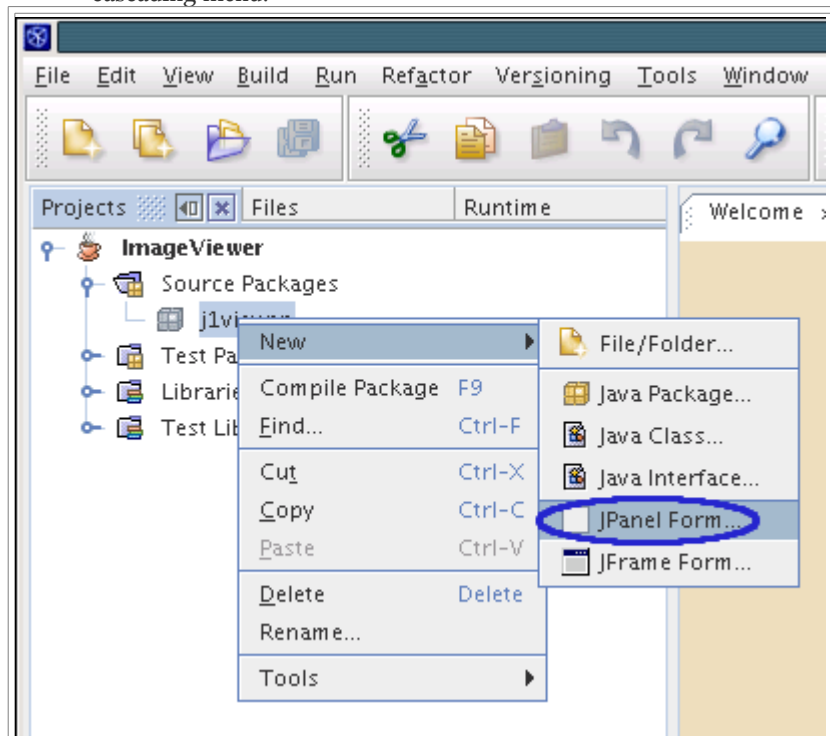 cascading menu.
File Edit View Build Run Refactor Versioning Tools Window
Projects Files Runtime Welcome
ImageViewer
Source Packages
New
File/Folder...
Compile Package F9
Java Package...
Find... Ctrl-F
Java Class...
Cut Ctrl-X
Java Interface...
Copy Ctrl-C
JPanel Form...
Paste Ctrl-V
JFrame Form...
Delete Delete
Rename...
Tools